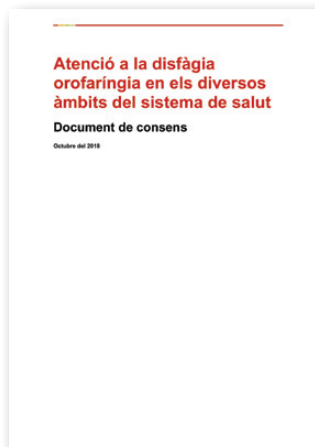 Atenció a la disfàgia
orofaríngia en els diversos
àmbits del sistema de salut
Document de consens
Octubre del 2018